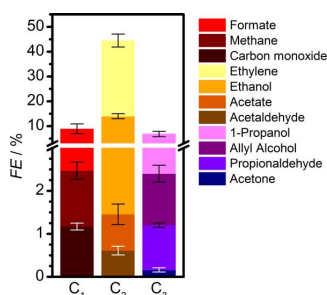 50
40
30
20
10
2
1
0
FE / %
C₁
C₂
C₃
Formate
Methane
Carbon monoxide
Ethylene
Ethanol
Acetate
Acetaldehyde
1-Propanol
Allyl Alcohol
Propionaldehyde
Acetone